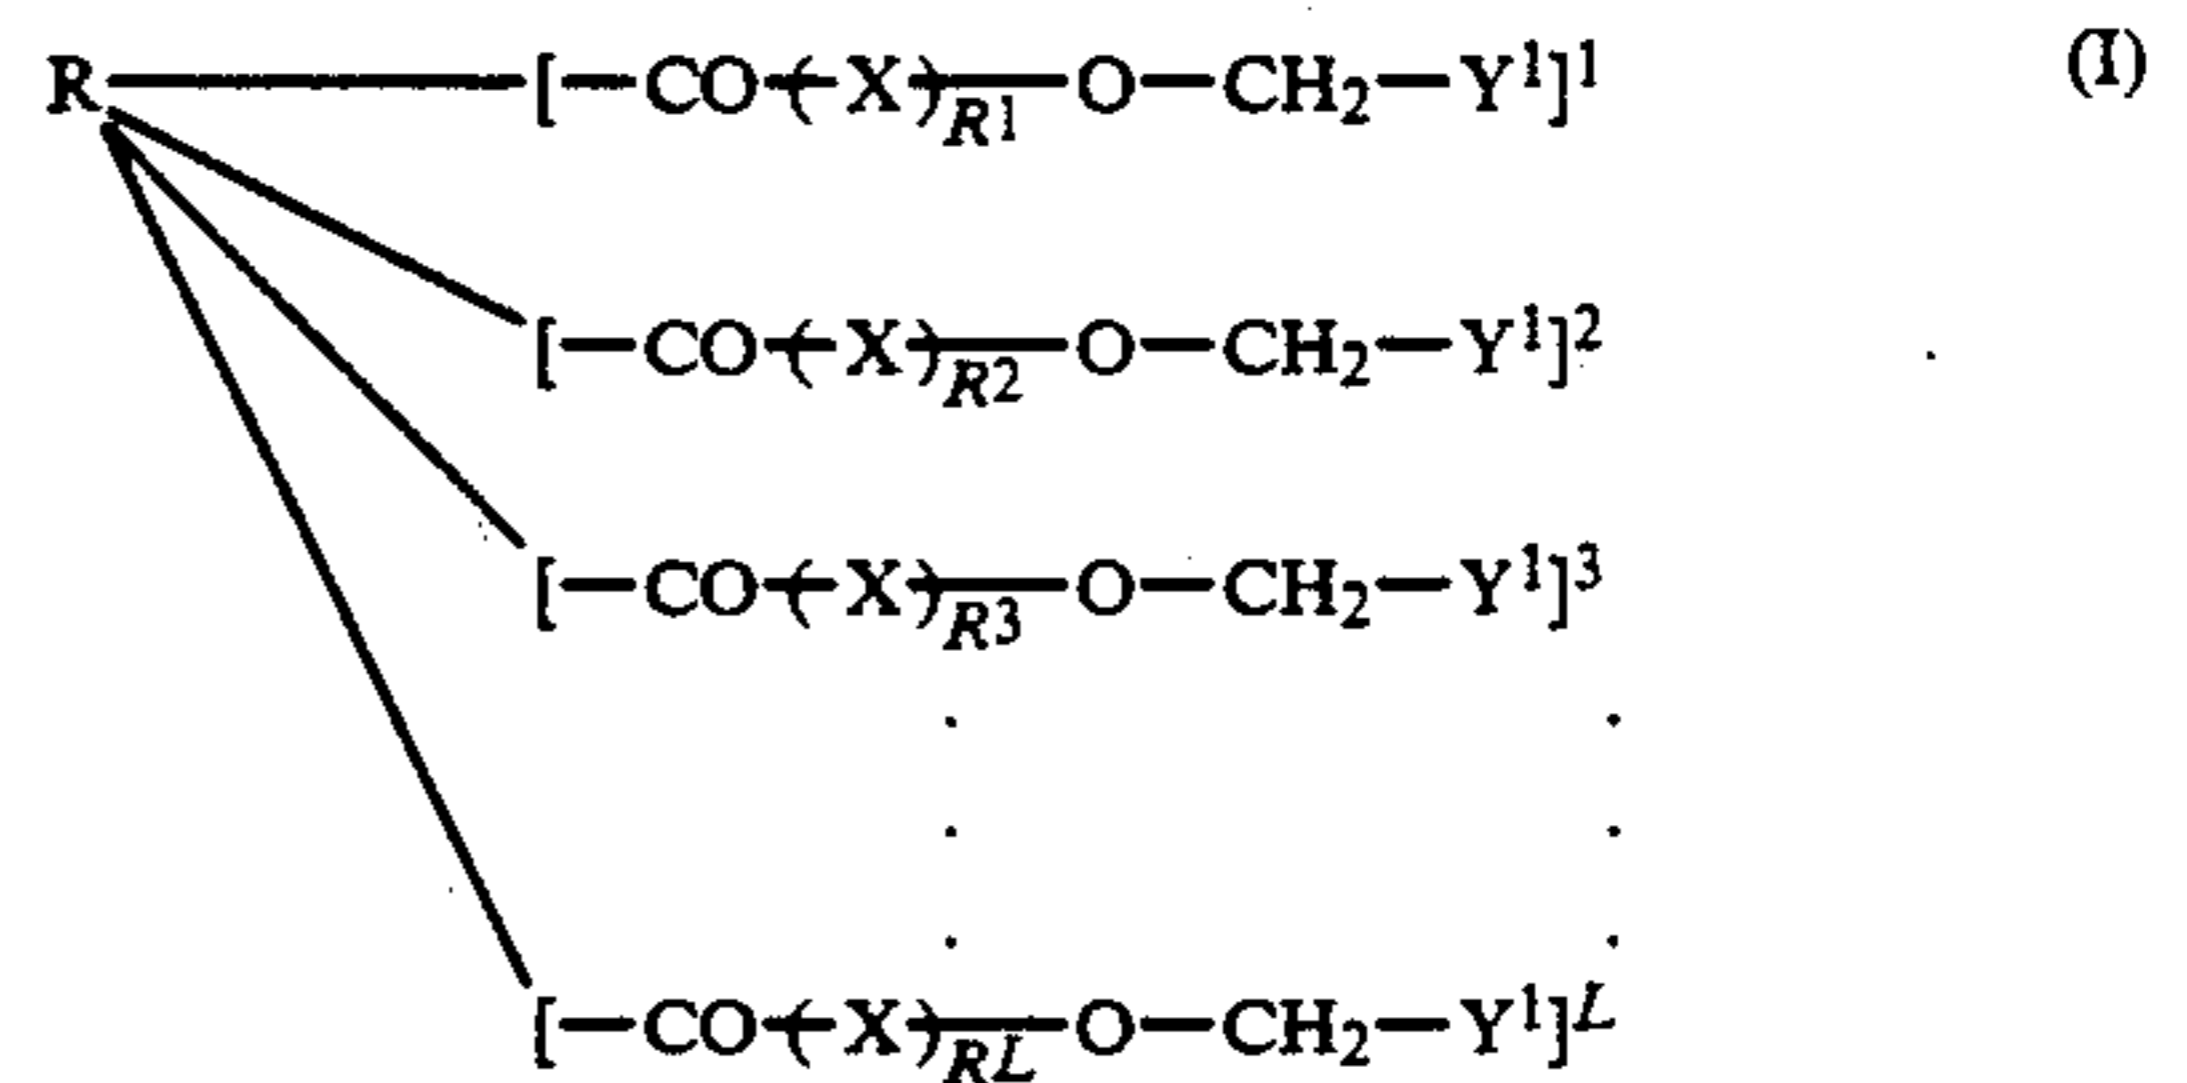 R—[—CO—(X)R1—O—CH2—Y1]1 (I)
[—CO—(X)R2—O—CH2—Y1]2
[—CO—(X)R3—O—CH2—Y1]3
. .
. .
. .
[—CO—(X)RL—O—CH2—Y1]L